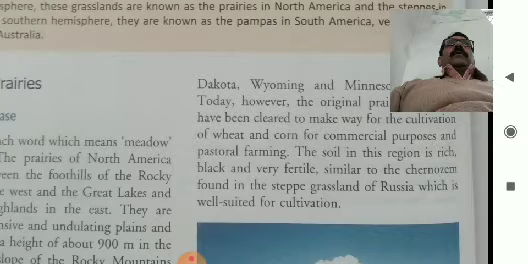 sphere, these grasslands are known as the prairies in North America and the steppes in
southern hemisphere, they are known as the pampas in South America,
Australia.
rairies
ase
ch word which means 'meadow'
The prairies of North America
een the foothills of the Rocky
e west and the Great Lakes and
ghlands in the east. They are
nsive and undulating plains and
a height of about 900 m in the
slope of the Rocky Mountains
Dakota, Wyoming and
Today, however, the original
have been cleared to make way for the cultivation
of wheat and corn for commercial purposes and
pastoral farming. The soil in this region is rich,
black and very fertile, similar to the chernozem
found in the steppe grassland of Russia which is
well-suited for cultivation.